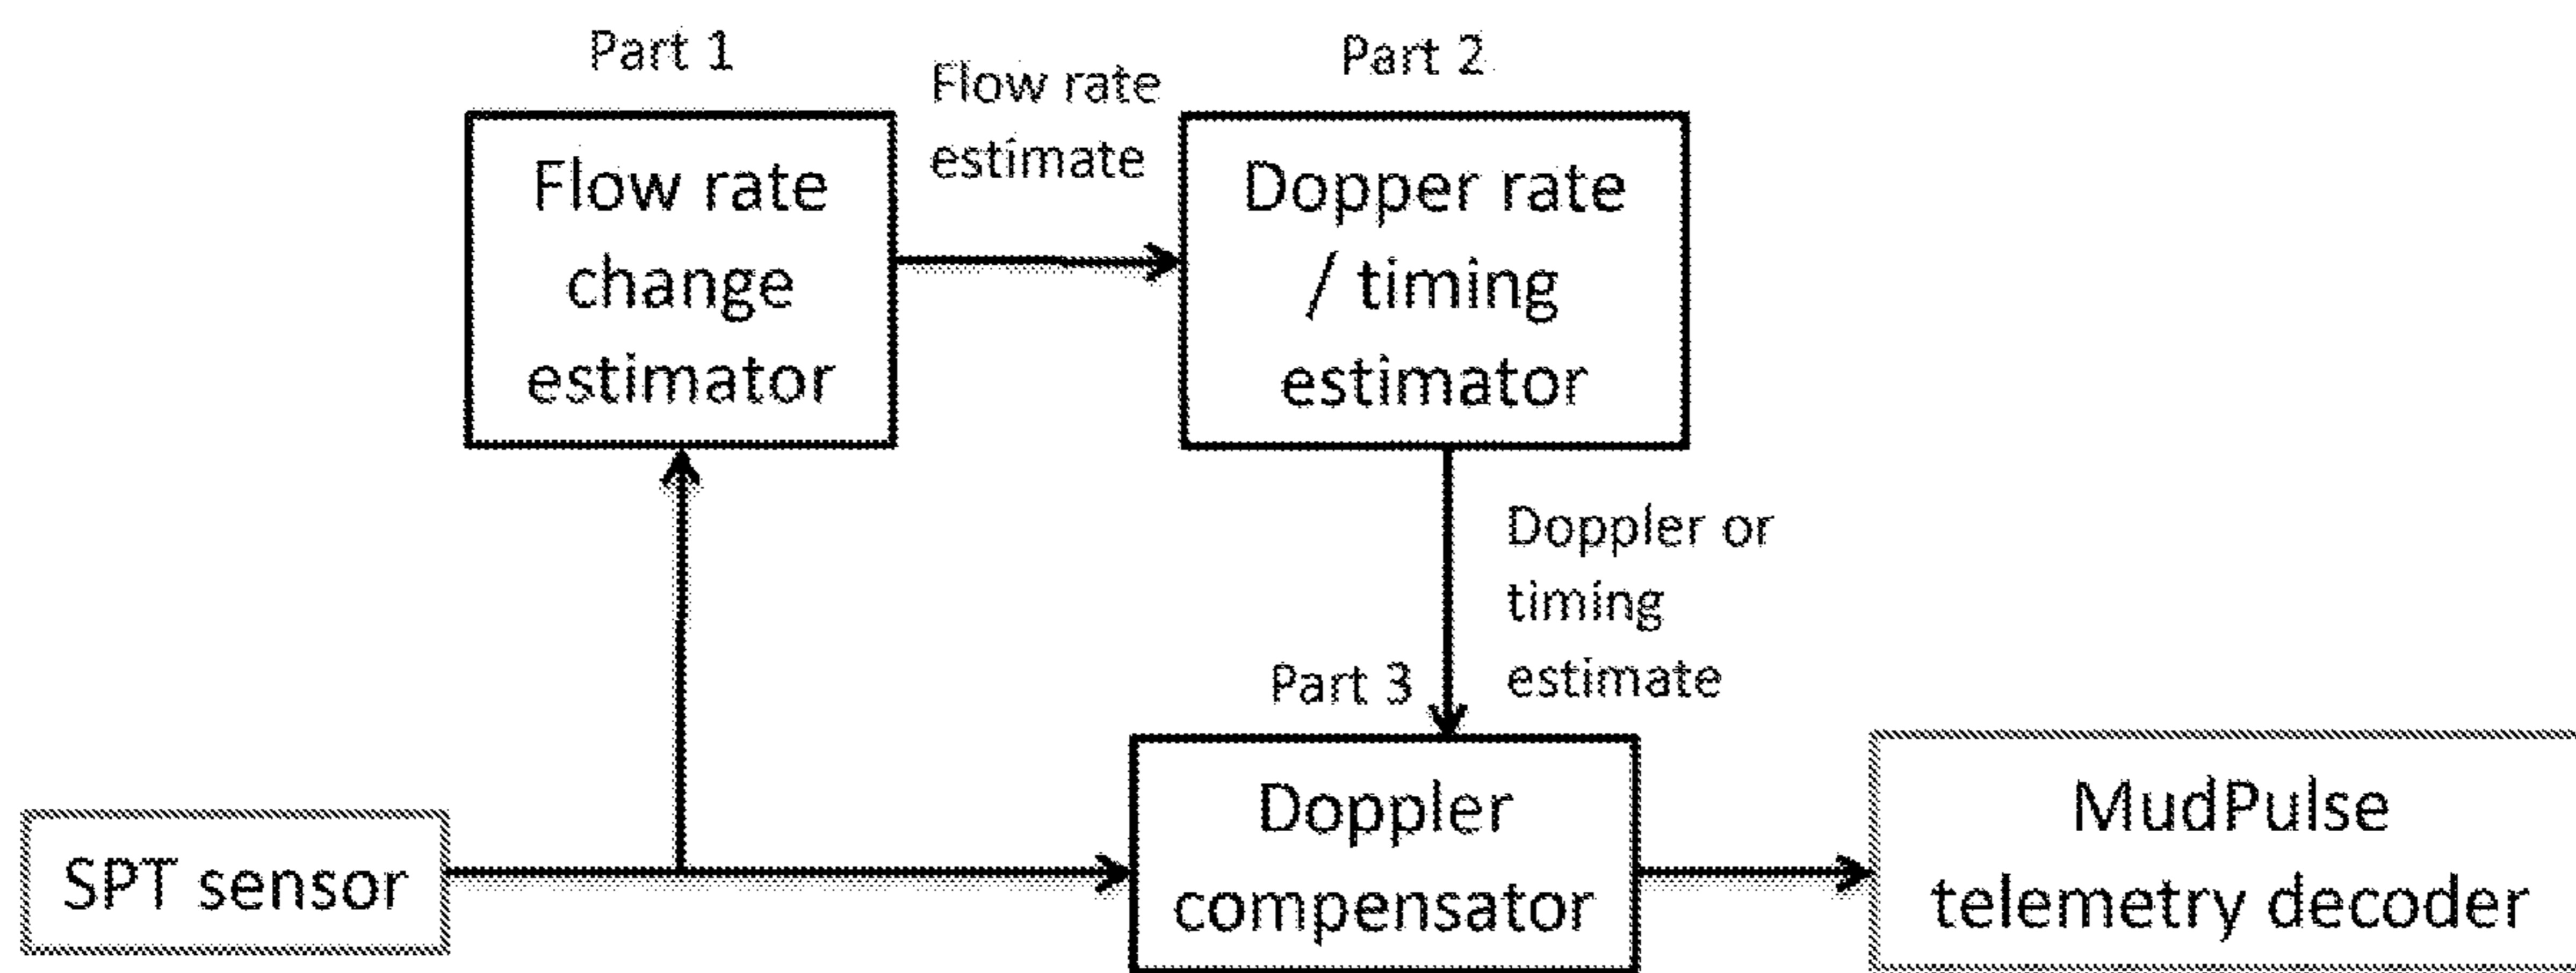 Part 1
Flow rate
change
estimator
Flow rate
estimate
Part 2
Dopper rate
/ timing
estimator
Doppler or
timing
estimate
Part 3
SPT sensor
Doppler
compensator
MudPulse
telemetry decoder